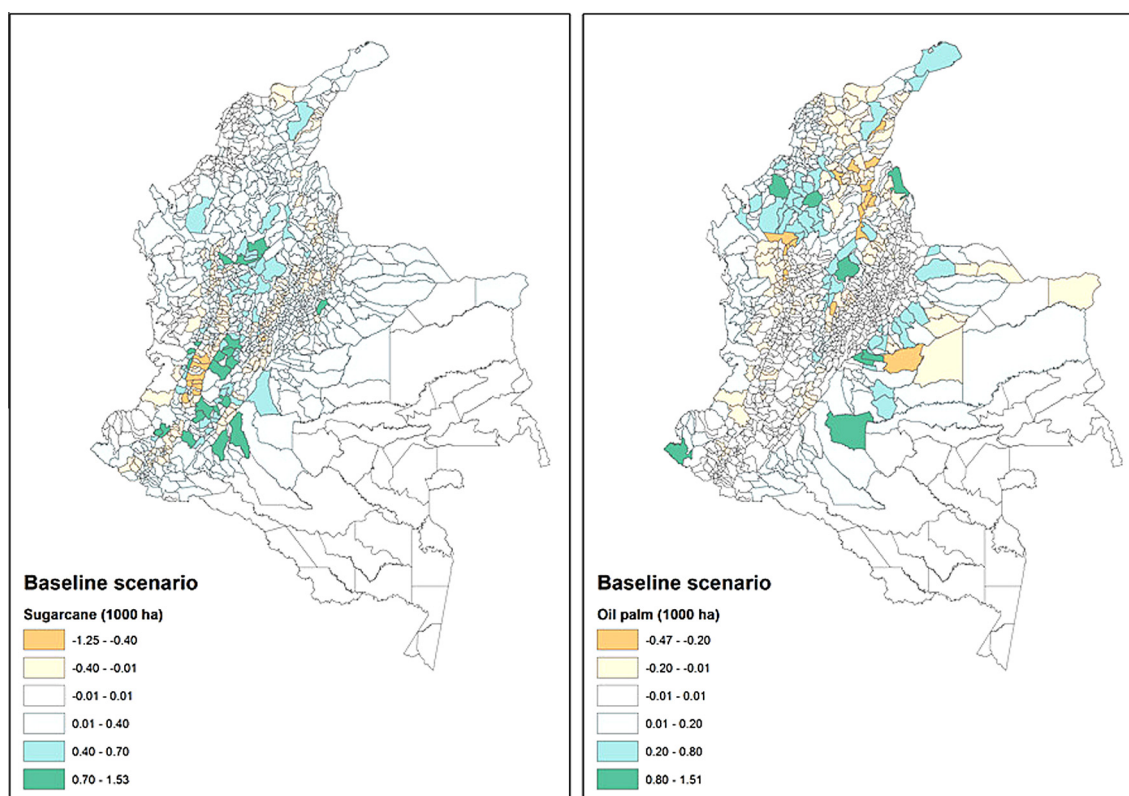 Baseline scenario
Sugarcane (1000 ha)
-1.25 - -0.40
-0.40 - -0.01
-0.01 - 0.01
0.01 - 0.40
0.40 - 0.70
0.70 - 1.53
Baseline scenario
Oil palm (1000 ha)
-0.47 - -0.20
-0.20 - -0.01
-0.01 - 0.01
0.01 - 0.20
0.20 - 0.80
0.80 - 1.51